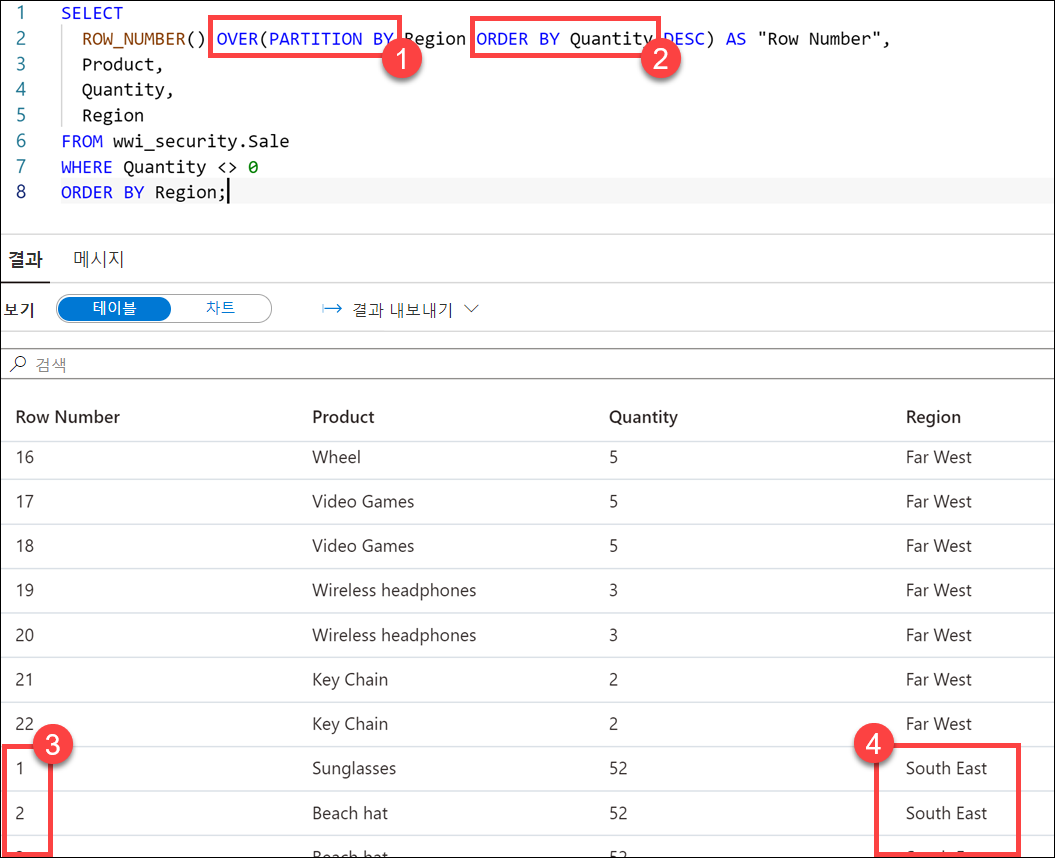 1 SELECT
2 ROW_NUMBER() OVER(PARTITION BY Region ORDER BY Quantity DESC) AS "Row Number",
1
2
3 Product,
4 Quantity,
5 Region
6 FROM wwi_security.Sale
7 WHERE Quantity <> 0
8 ORDER BY Region;
결과 메시지
보기 테이블 차트 결과 내보내기
검색
Row Number Product Quantity Region
16 Wheel 5 Far West
17 Video Games 5 Far West
18 Video Games 5 Far West
19 Wireless headphones 3 Far West
20 Wireless headphones 3 Far West
21 Key Chain 2 Far West
22 Key Chain 2 Far West
3
4
1 Sunglasses 52 South East
2 Beach hat 52 South East
Beach hat 52